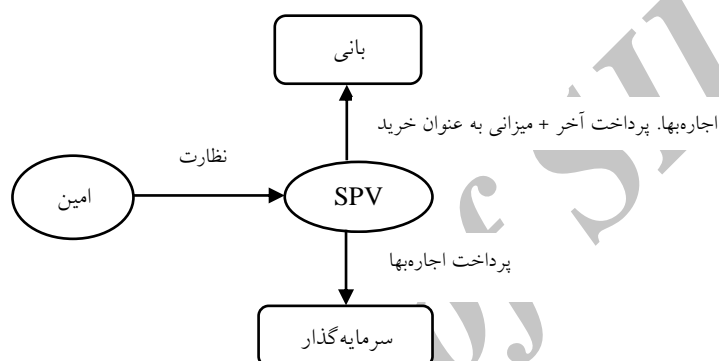 بانی
اجاره‌بها. پرداخت آخر + میزانی به عنوان خرید
نظارت
امین
SPV
پرداخت اجاره‌بها
سرمایه‌گذار